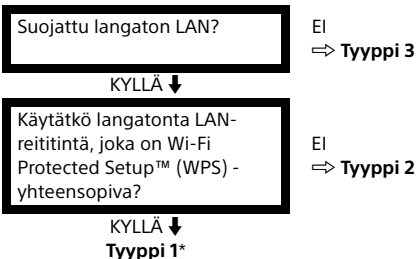 Suojattu langaton LAN?
EI
⇨ Tyyppi 3
KYLLÄ ⬇
Käytätkö langatonta LAN-
reititintä, joka on Wi-Fi
Protected Setup™ (WPS) -
yhteensopiva?
EI
⇨ Tyyppi 2
KYLLÄ ⬇
Tyyppi 1*